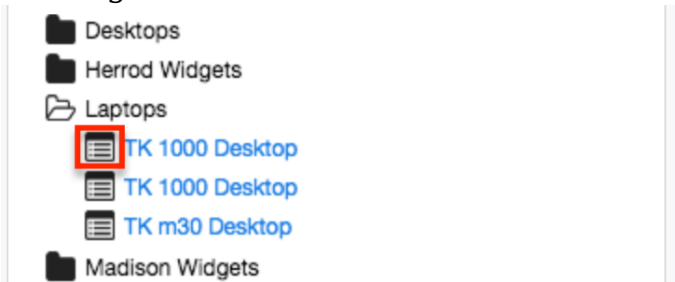 Desktops
Herrod Widgets
Laptops
TK 1000 Desktop
TK 1000 Desktop
TK m30 Desktop
Madison Widgets